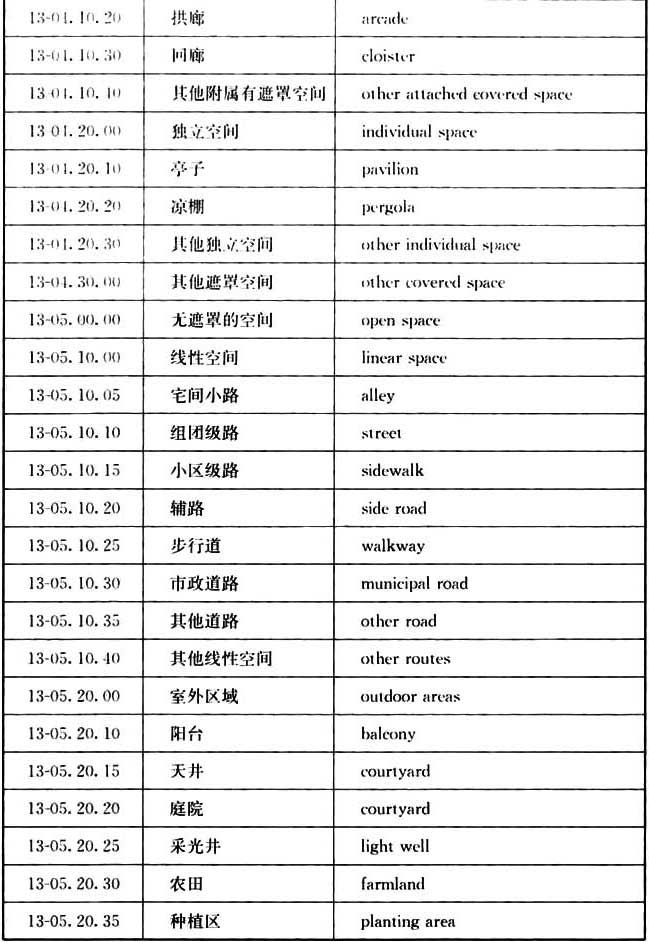 13-04.10.20 拱廊 arcade
13-04.10.30 回廊 cloister
13-04.10.40 其他附属有遮罩空间 other attached covered space
13-04.20.00 独立空间 individual space
13-04.20.10 亭子 pavilion
13-04.20.20 凉棚 pergola
13-04.20.30 其他独立空间 other individual space
13-04.30.00 其他遮罩空间 other covered space
13-05.00.00 无遮罩的空间 open space
13-05.10.00 线性空间 linear space
13-05.10.05 宅间小路 alley
13-05.10.10 组团级路 street
13-05.10.15 小区级路 sidewalk
13-05.10.20 辅路 side road
13-05.10.25 步行道 walkway
13-05.10.30 市政道路 municipal road
13-05.10.35 其他道路 other road
13-05.10.40 其他线性空间 other routes
13-05.20.00 室外区域 outdoor areas
13-05.20.10 阳台 balcony
13-05.20.15 天井 courtyard
13-05.20.20 庭院 courtyard
13-05.20.25 采光井 light well
13-05.20.30 农田 farmland
13-05.20.35 种植区 planting area